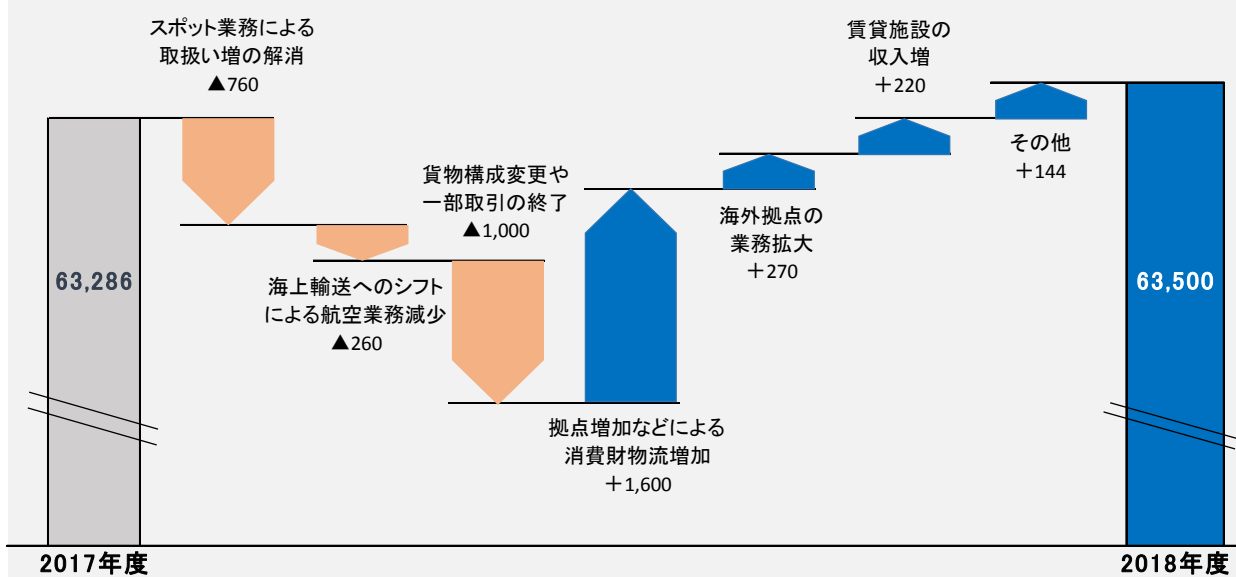 スポット業務による
取扱い増の解消
▲760
海上輸送へのシフト
による航空業務減少
▲260
貨物構成変更や
一部取引の終了
▲1,000
拠点増加などによる
消費財物流増加
＋1,600
海外拠点の
業務拡大
＋270
賃貸施設の
収入増
＋220
その他
＋144
63,286
63,500
2017年度
2018年度